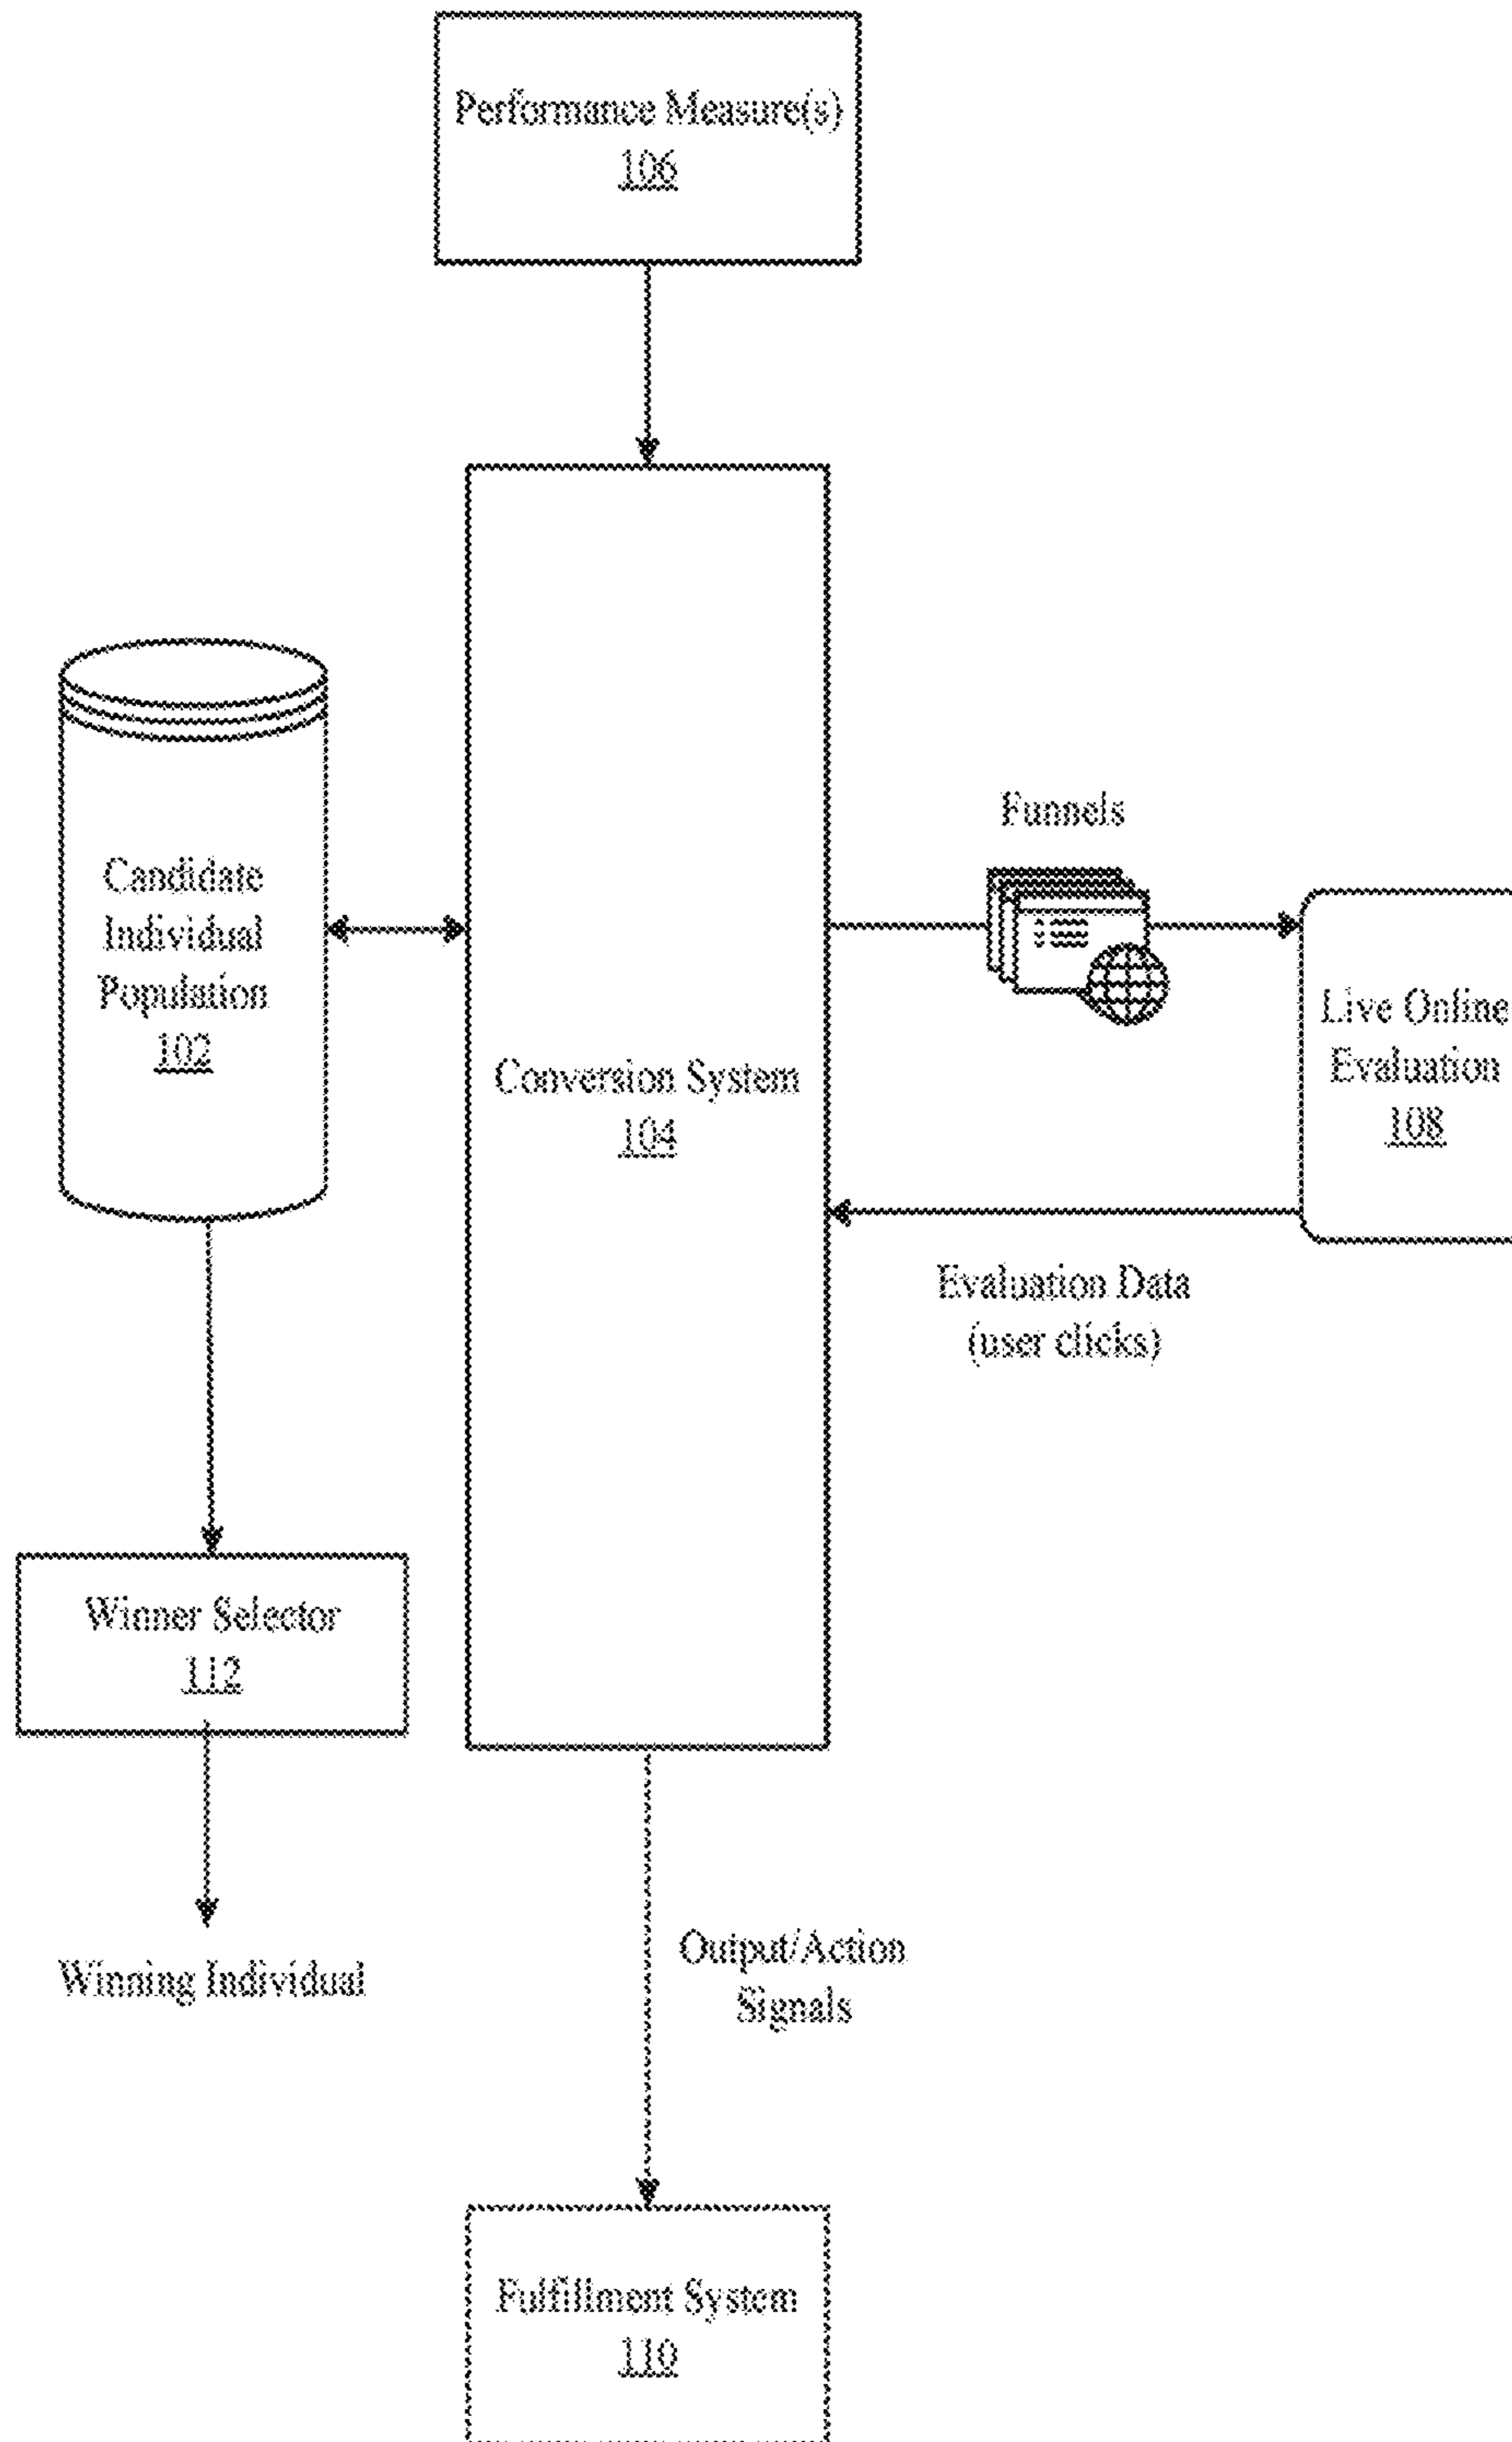 Performance Measure(s)
106
Funnels
Candidate
Individual
Population
102
Conversion System
104
Live Online
Evaluation
108
Evaluation Data
(user clicks)
Winner Selector
112
Winning Individual
Output/Action
Signals
Fulfillment System
110